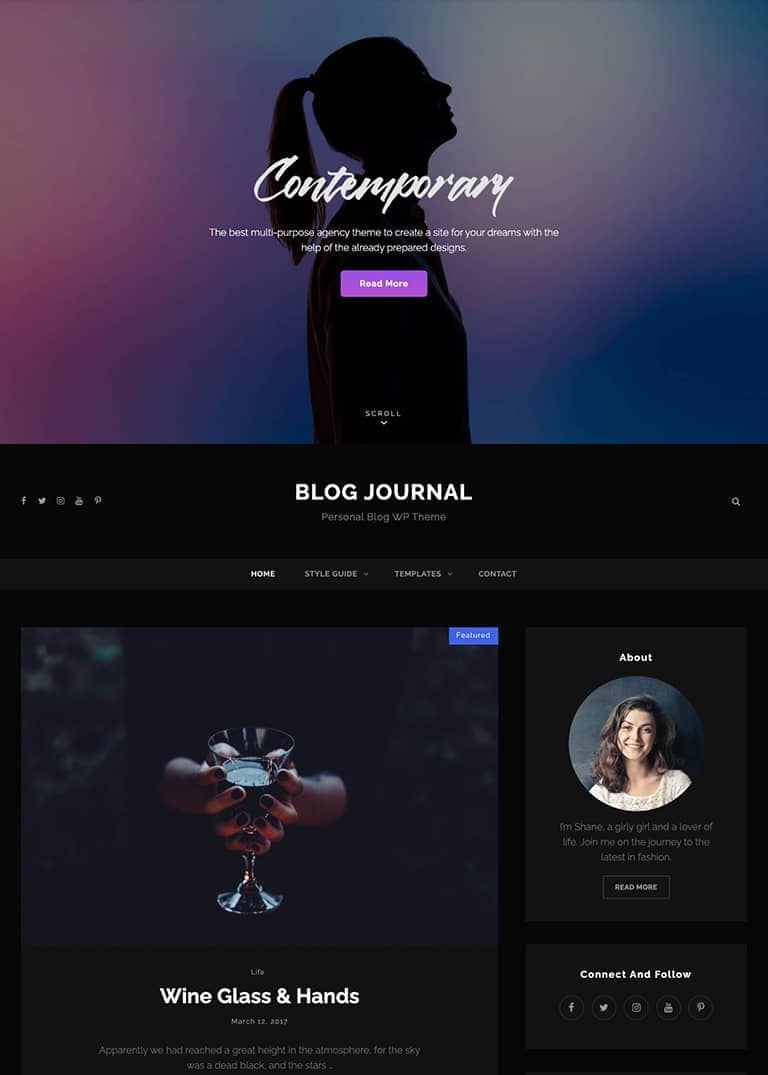 Contemporary
The best multi-purpose agency theme to create a site for your dreams with the
help of the already prepared designs.
Read More
SCROLL
BLOG JOURNAL
Personal Blog WP Theme
HOME STYLE GUIDE TEMPLATES CONTACT
Featured
Life
Wine Glass & Hands
March 12, 2017
Apparently we had reached a great height in the atmosphere, for the sky
was a dead black, and the stars ...
About
I'm Shane, a girly girl and a lover of
life. Join me on the journey to the
latest in fashion.
READ MORE
Connect And Follow